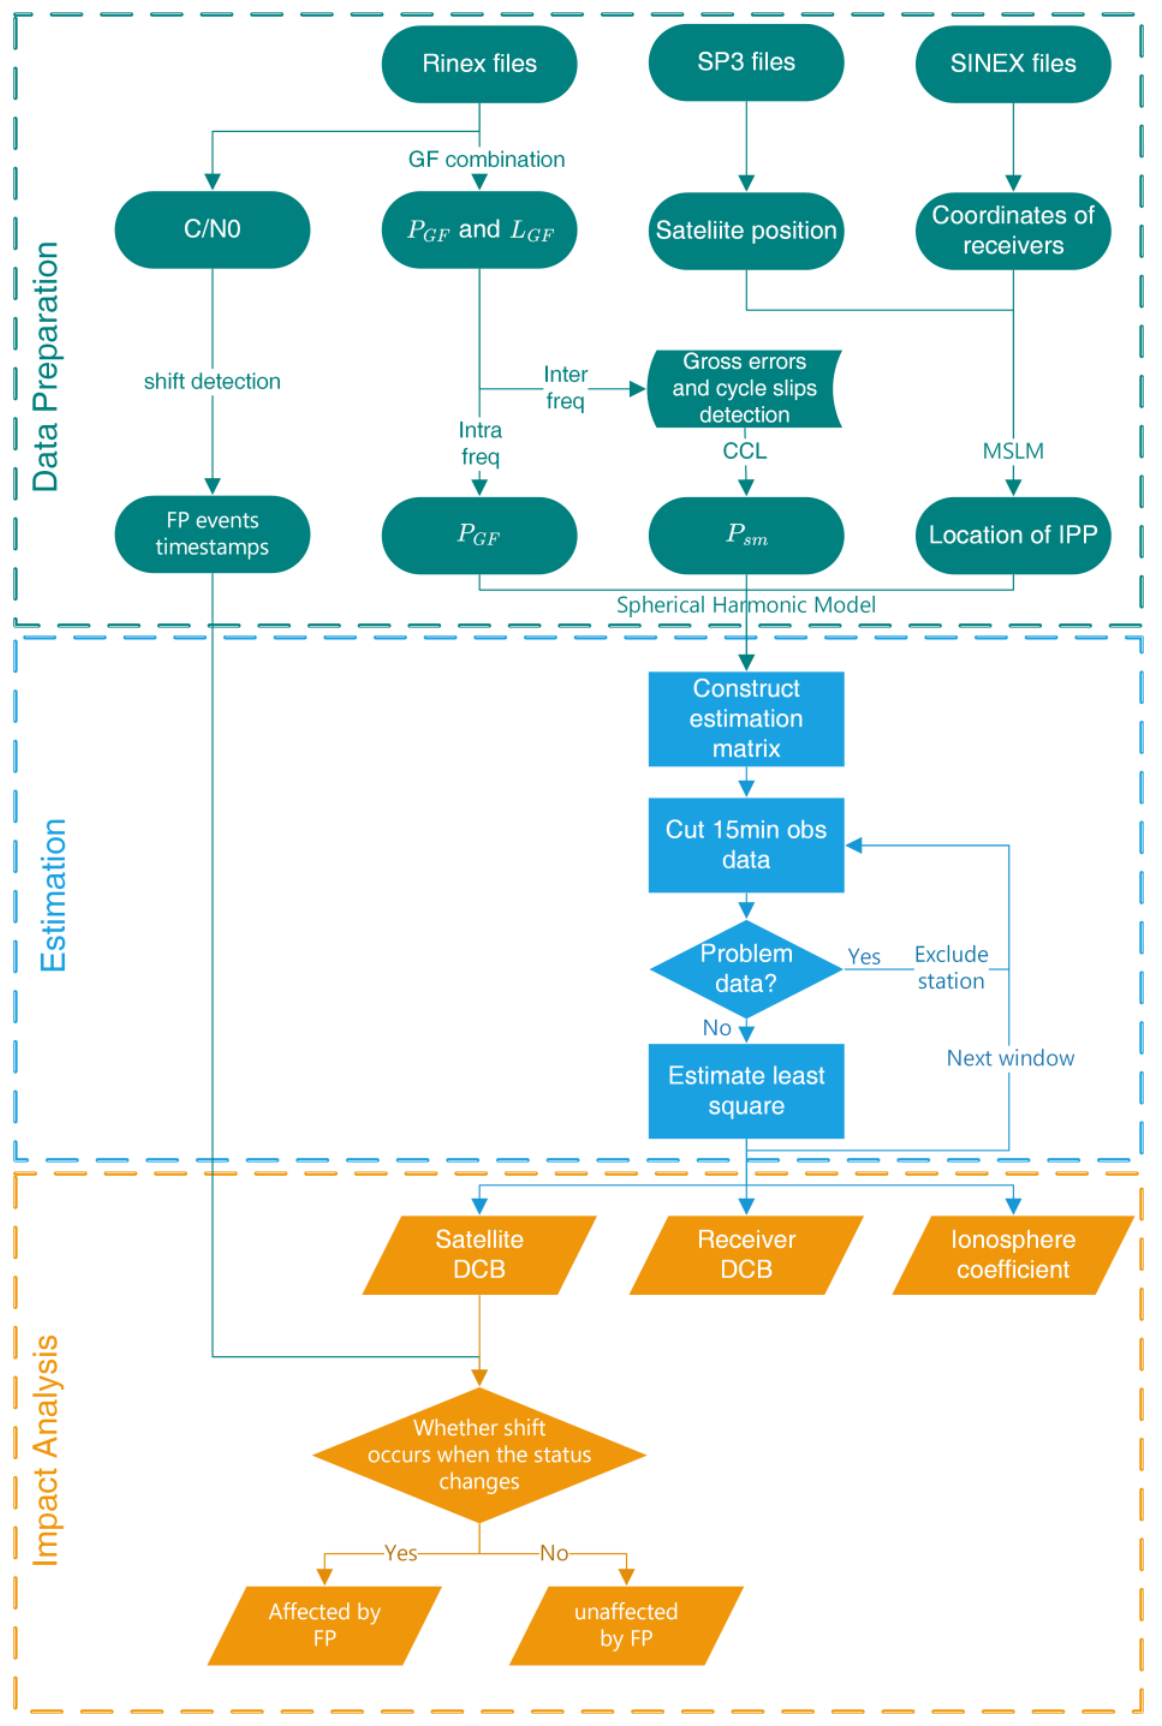 Data Preparation
Rinex files
SP3 files
SINEX files
GF combination
C/N0
P_{GF} and L_{GF}
Sateliite position
Coordinates of
receivers
shift detection
Inter
freq
Gross errors
and cycle slips
detection
Intra
freq
CCL
MSLM
FP events
timestamps
P_{GF}
P_{sm}
Location of IPP
Spherical Harmonic Model
Estimation
Construct
estimation
matrix
Cut 15min obs
data
Problem
data?
Yes
Exclude
station
No
Next window
Estimate least
square
Impact Analysis
Satellite
DCB
Receiver
DCB
Ionosphere
coefficient
Whether shift
occurs when the status
changes
Yes
No
Affected by
FP
unaffected
by FP